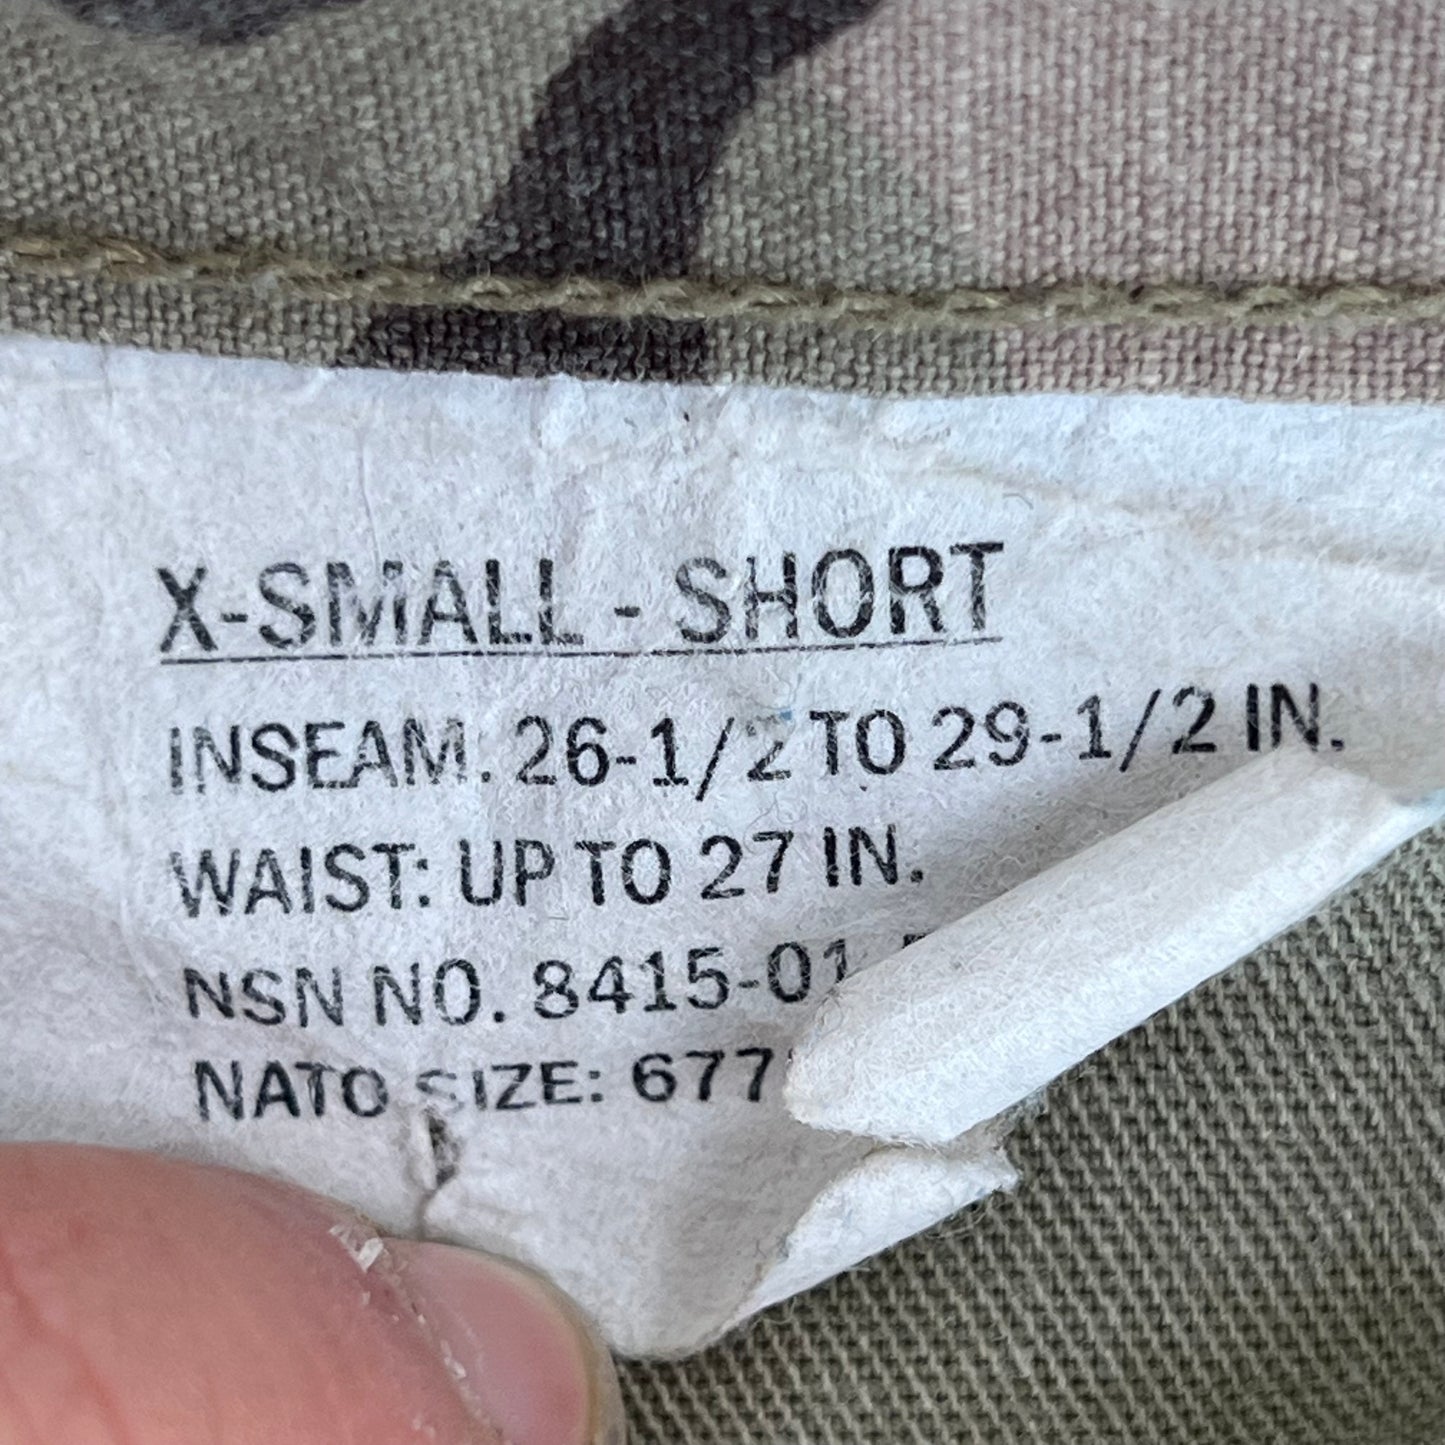 X-SMALL - SHORT
INSEAM. 26-1/2 TO 29-1/2 IN.
WAIST: UP TO 27 IN.
NSN NO. 8415-01
NATO SIZE: 677